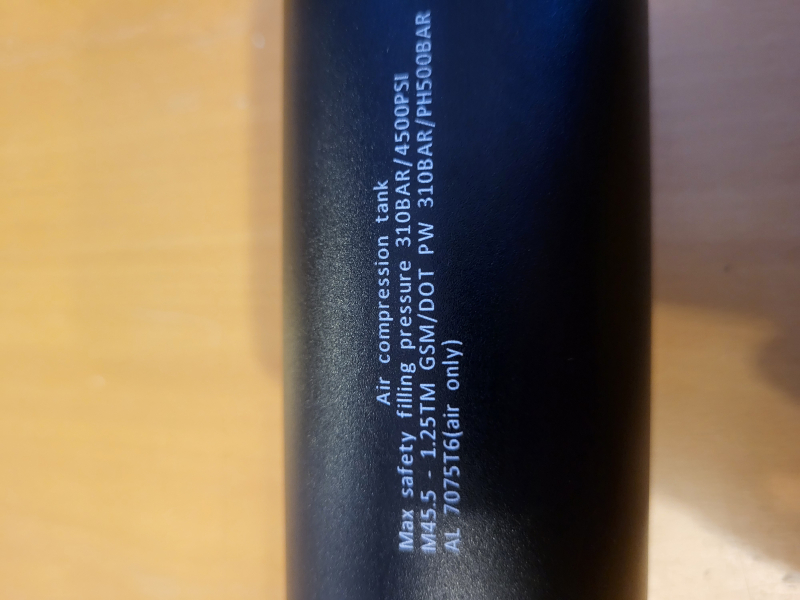 Air compression tank
Max safety filling pressure 310BAR/4500PSI
M45.5 - 1.25TM GSM/DOT PW 310BAR/PH500BAR
AL 7075T6(air only)